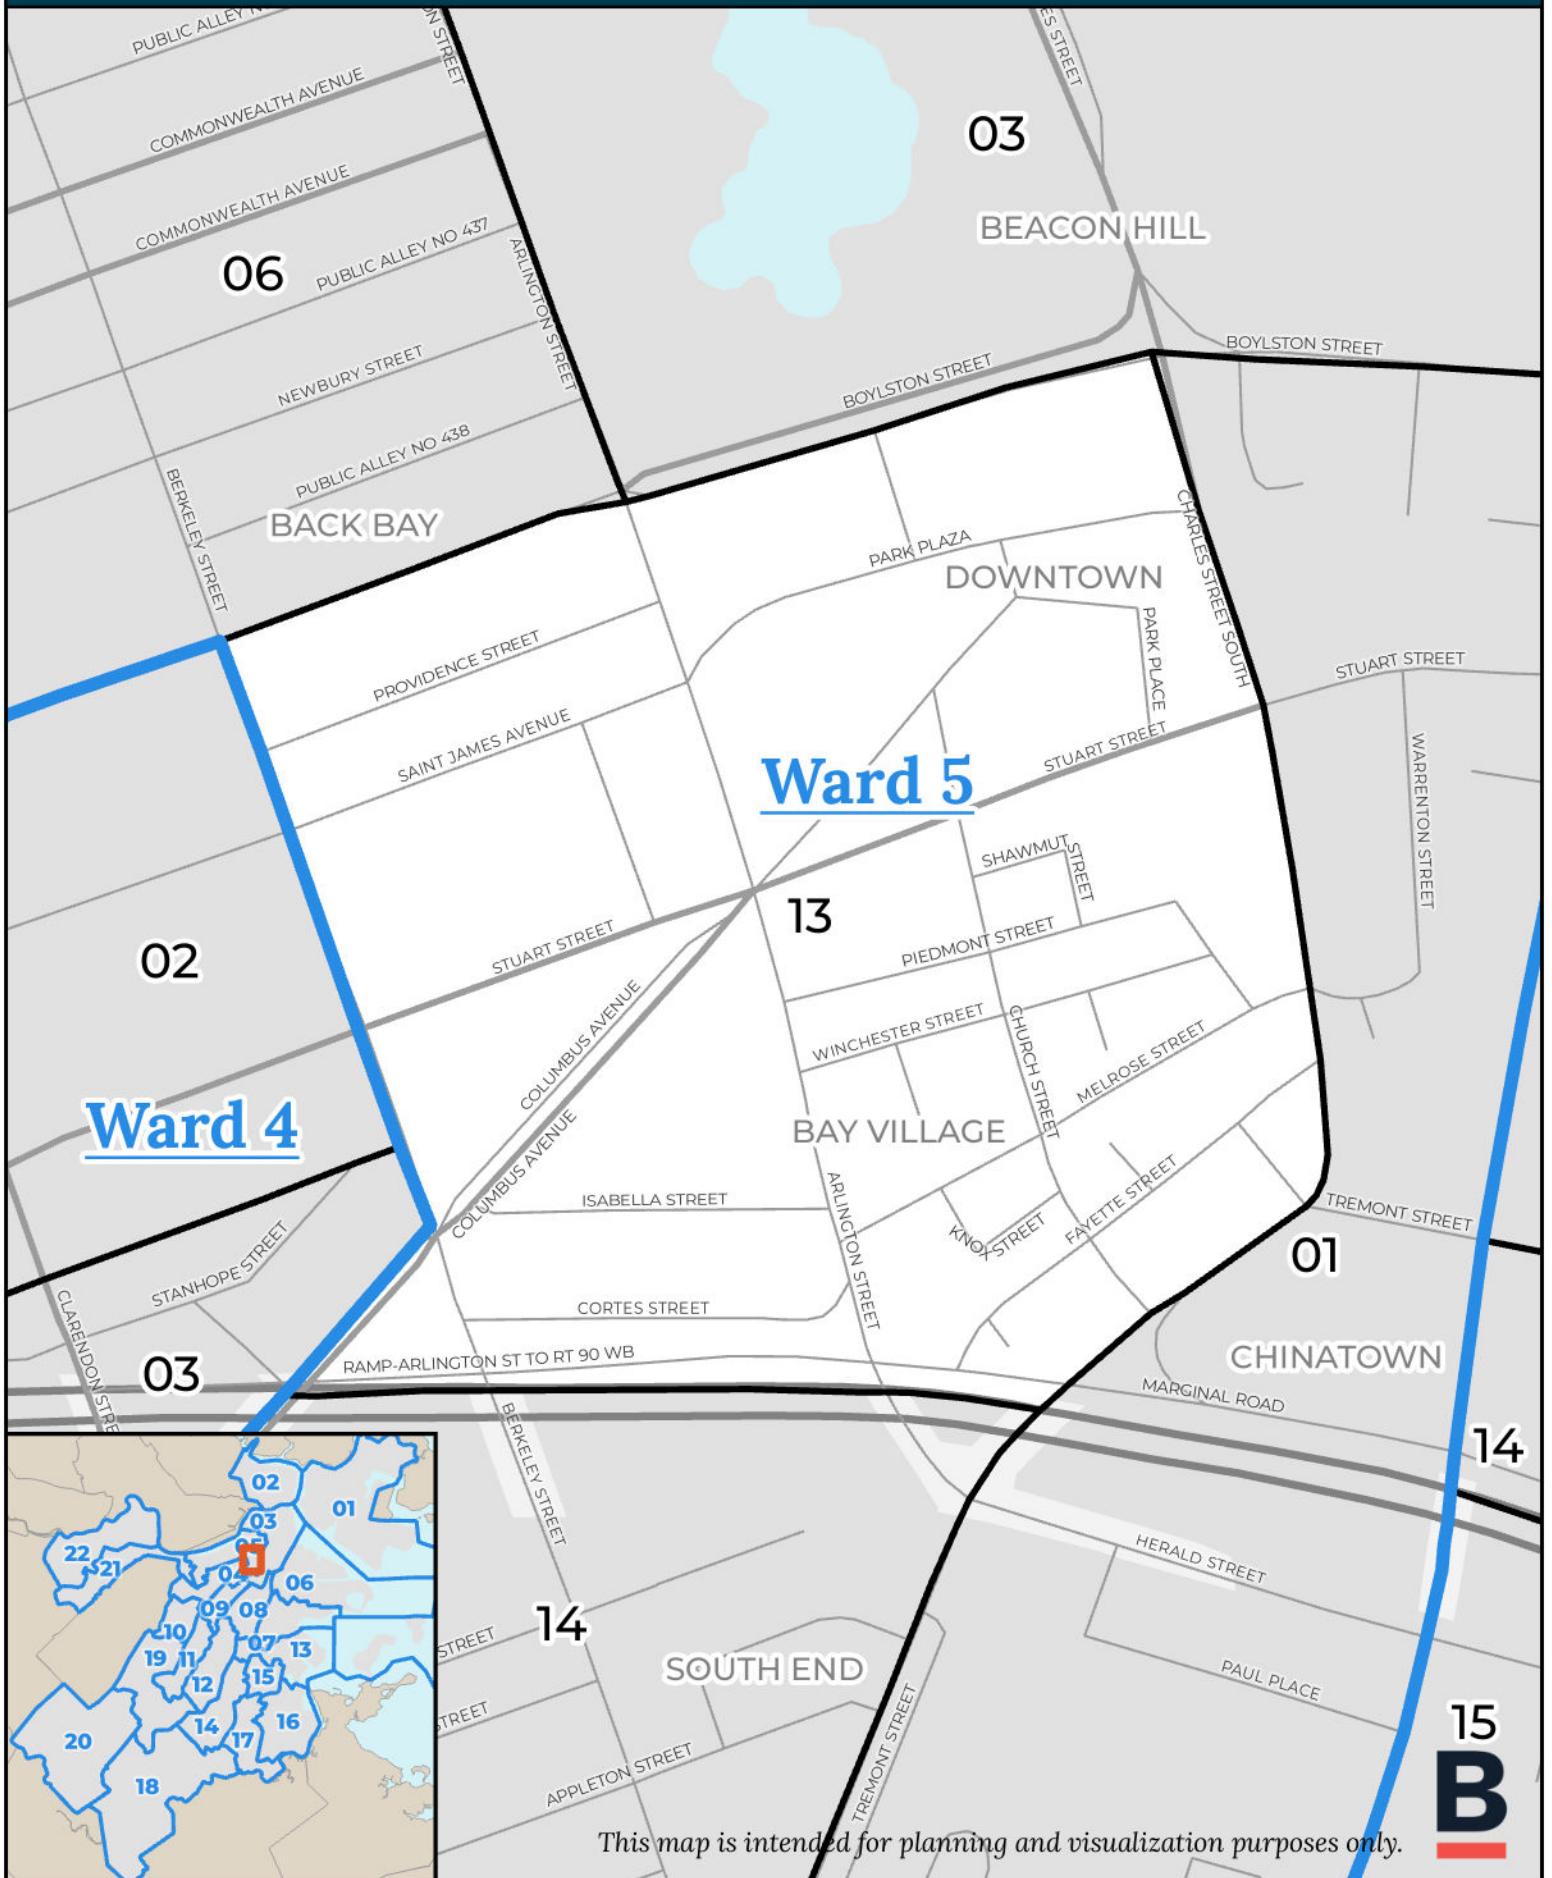 PUBLIC ALLEY
COMMONWEALTH AVENUE
COMMONWEALTH AVENUE
03
BEACON HILL
06
PUBLIC ALLEY NO 437
ARLINGTON STREET
BOYLSTON STREET
BOYLSTON STREET
NEWBURY STREET
PUBLIC ALLEY NO 438
BERKELEY STREET
BACK BAY
PARK PLAZA
DOWNTOWN
CHARLES STREET SOUTH
PARK PLACE
PROVIDENCE STREET
SAINT JAMES AVENUE
STUART STREET
STUART STREET
WARRENTON STREET
Ward 5
SHAWMUT STREET
13
PIEDMONT STREET
STUART STREET
02
COLUMBUS AVENUE
WINCHESTER STREET
CHURCH STREET
MELROSE STREET
Ward 4
COLUMBUS AVENUE
BAY VILLAGE
ISABELLA STREET
ARLINGTON STREET
KNOX STREET
FAYETTE STREET
TREMONT STREET
01
STANHOPE STREET
CLARENDON STRE
CORTES STREET
03
RAMP-ARLINGTON ST TO RT 90 WB
CHINATOWN
MARGINAL ROAD
BERKELEY STREET
14
HERALD STREET
14
SOUTH END
STREET
STREET
PAUL PLACE
APPLETON STREET
TREMONT STREET
15
B
02
01
03
05
22
21
04
06
09
08
10
07
13
19
11
12
15
14
16
17
20
18
This map is intended for planning and visualization purposes only.